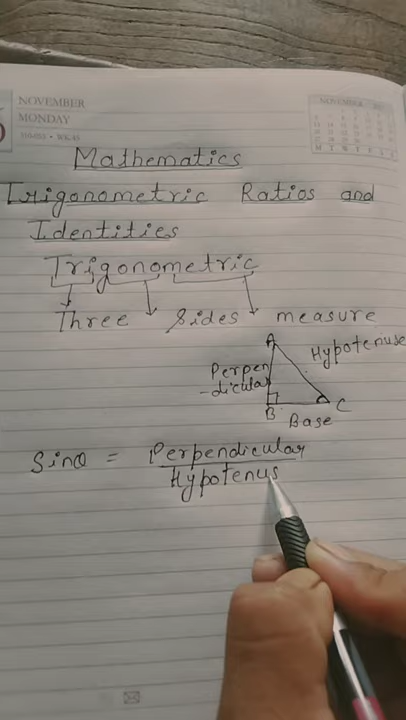 NOVEMBER
MONDAY
Mathematics
Trigonometric Ratios and
Identities
Trigonometric
Three Sides measure
A
Hypotenuse
Perpen
-dicular
B
C
Base
Sinθ = Perpendicular
Hypotenus